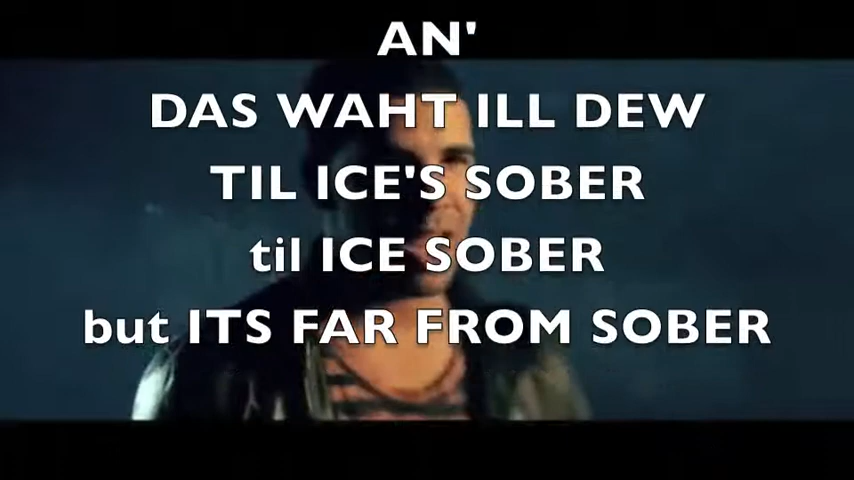 AN'
DAS WAHT ILL DEW
TIL ICE'S SOBER
til ICE SOBER
but ITS FAR FROM SOBER